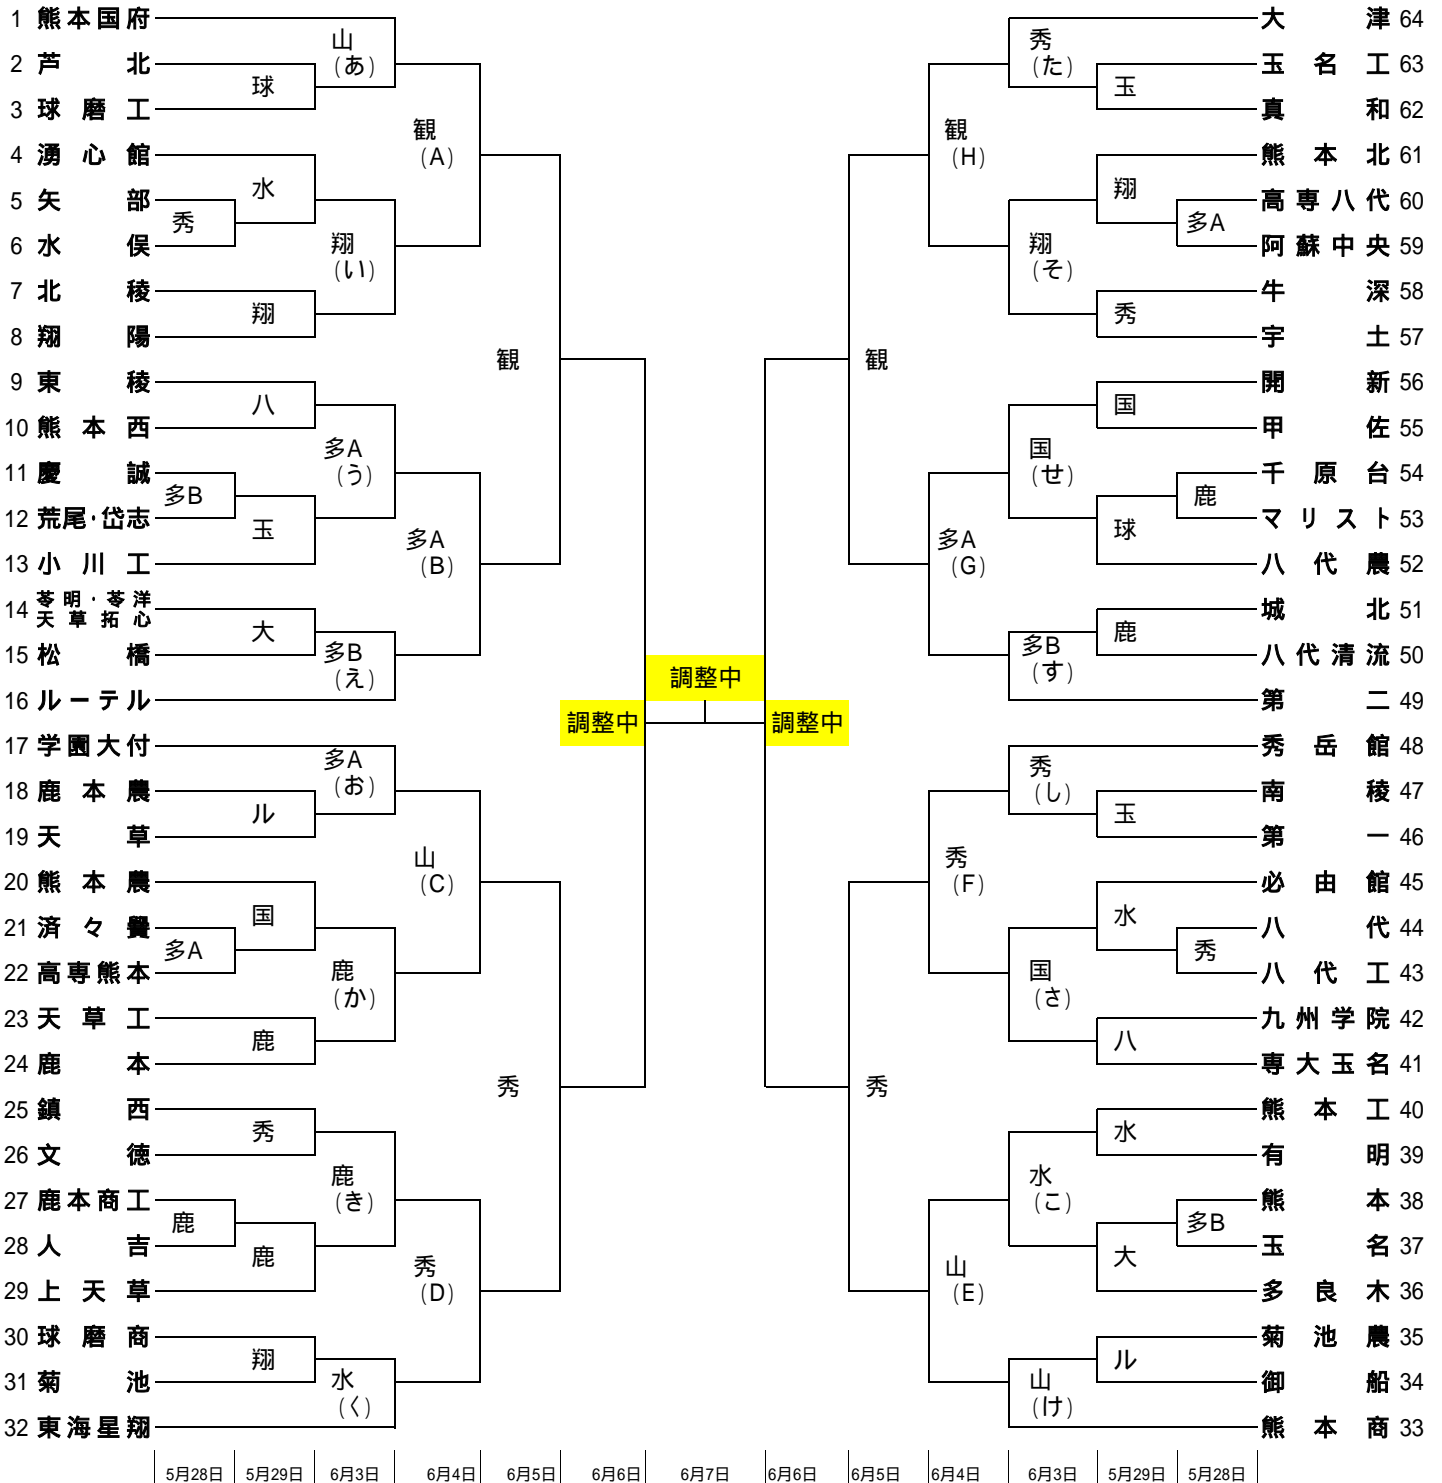 1 熊本国府
2 芦北
3 球磨工
4 湧心館
5 矢部
6 水俣
7 北稜
8 翔陽
9 東稜
10 熊本西
11 慶誠
12 荒尾・岱志
13 小川工
14 苓明・苓洋
天草拓心
15 松橋
16 ルーテル
17 学園大付
18 鹿本農
19 天草
20 熊本農
21 済々黌
22 高専熊本
23 天草工
24 鹿本
25 鎮西
26 文徳
27 鹿本商工
28 人吉
29 上天草
30 球磨商
31 菊池
32 東海星翔
秀
多B
多A
鹿
球
水
翔
八
玉
大
ル
国
鹿
秀
鹿
翔
山
(あ)
翔
(い)
多A
(う)
多B
(え)
多A
(お)
鹿
(か)
鹿
(き)
水
(く)
観
(A)
多A
(B)
山
(C)
秀
(D)
観
秀
調整中
調整中
調整中
観
秀
観
(H)
多A
(G)
秀
(F)
山
(E)
秀
(た)
翔
(そ)
国
(せ)
多B
(す)
秀
(し)
国
(さ)
水
(こ)
山
(け)
玉
翔
秀
国
球
鹿
玉
水
八
水
大
ル
多A
鹿
秀
多B
大津 64
玉名工 63
真和 62
熊本北 61
高専八代 60
阿蘇中央 59
牛深 58
宇土 57
開新 56
甲佐 55
千原台 54
マリスト 53
八代農 52
城北 51
八代清流 50
第二 49
秀岳館 48
南稜 47
第一 46
必由館 45
八代 44
八代工 43
九州学院 42
専大玉名 41
熊本工 40
有明 39
熊本 38
玉名 37
多良木 36
菊池農 35
御船 34
熊本商 33
5月28日 5月29日 6月3日 6月4日 6月5日 6月6日 6月7日 6月6日 6月5日 6月4日 6月3日 5月29日 5月28日